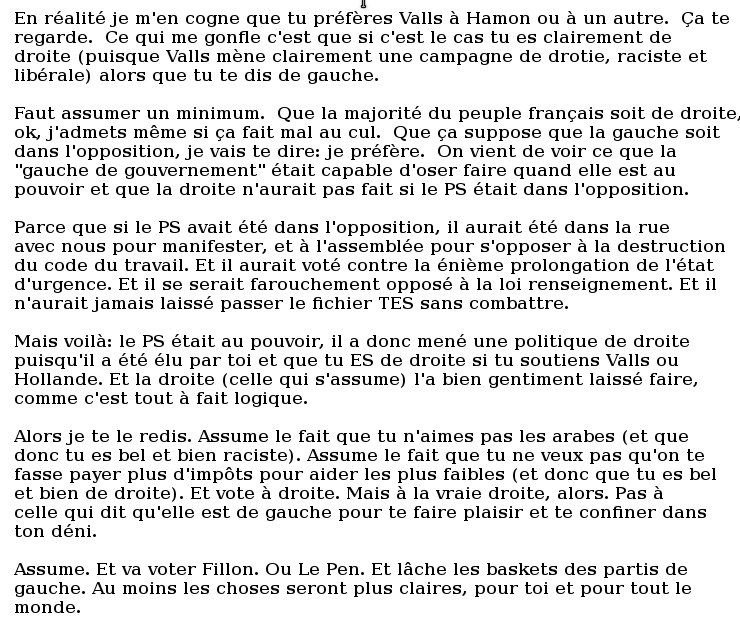 En réalité je m'en cogne que tu préfères Valls à Hamon ou à un autre.  Ça te
regarde.  Ce qui me gonfle c'est que si c'est le cas tu es clairement de
droite (puisque Valls mène clairement une campagne de drotie, raciste et
libérale) alors que tu te dis de gauche.

Faut assumer un minimum.  Que la majorité du peuple français soit de droite,
ok, j'admets même si ça fait mal au cul.  Que ça suppose que la gauche soit
dans l'opposition, je vais te dire: je préfère.  On vient de voir ce que la
"gauche de gouvernement" était capable d'oser faire quand elle est au
pouvoir et que la droite n'aurait pas fait si le PS était dans l'opposition.

Parce que si le PS avait été dans l'opposition, il aurait été dans la rue
avec nous pour manifester, et à l'assemblée pour s'opposer à la destruction
du code du travail. Et il aurait voté contre la énième prolongation de l'état
d'urgence. Et il se serait farouchement opposé à la loi renseignement. Et il
n'aurait jamais laissé passer le fichier TES sans combattre.

Mais voilà: le PS était au pouvoir, il a donc mené une politique de droite
puisqu'il a été élu par toi et que tu ES de droite si tu soutiens Valls ou
Hollande. Et la droite (celle qui s'assume) l'a bien gentiment laissé faire,
comme c'est tout à fait logique.

Alors je te le redis. Assume le fait que tu n'aimes pas les arabes (et que
donc tu es bel et bien raciste). Assume le fait que tu ne veux pas qu'on te
fasse payer plus d'impôts pour aider les plus faibles (et donc que tu es bel
et bien de droite). Et vote à droite. Mais à la vraie droite, alors. Pas à
celle qui dit qu'elle est de gauche pour te faire plaisir et te confiner dans
ton déni.

Assume. Et va voter Fillon. Ou Le Pen. Et lâche les baskets des partis de
gauche. Au moins les choses seront plus claires, pour toi et pour tout le
monde.